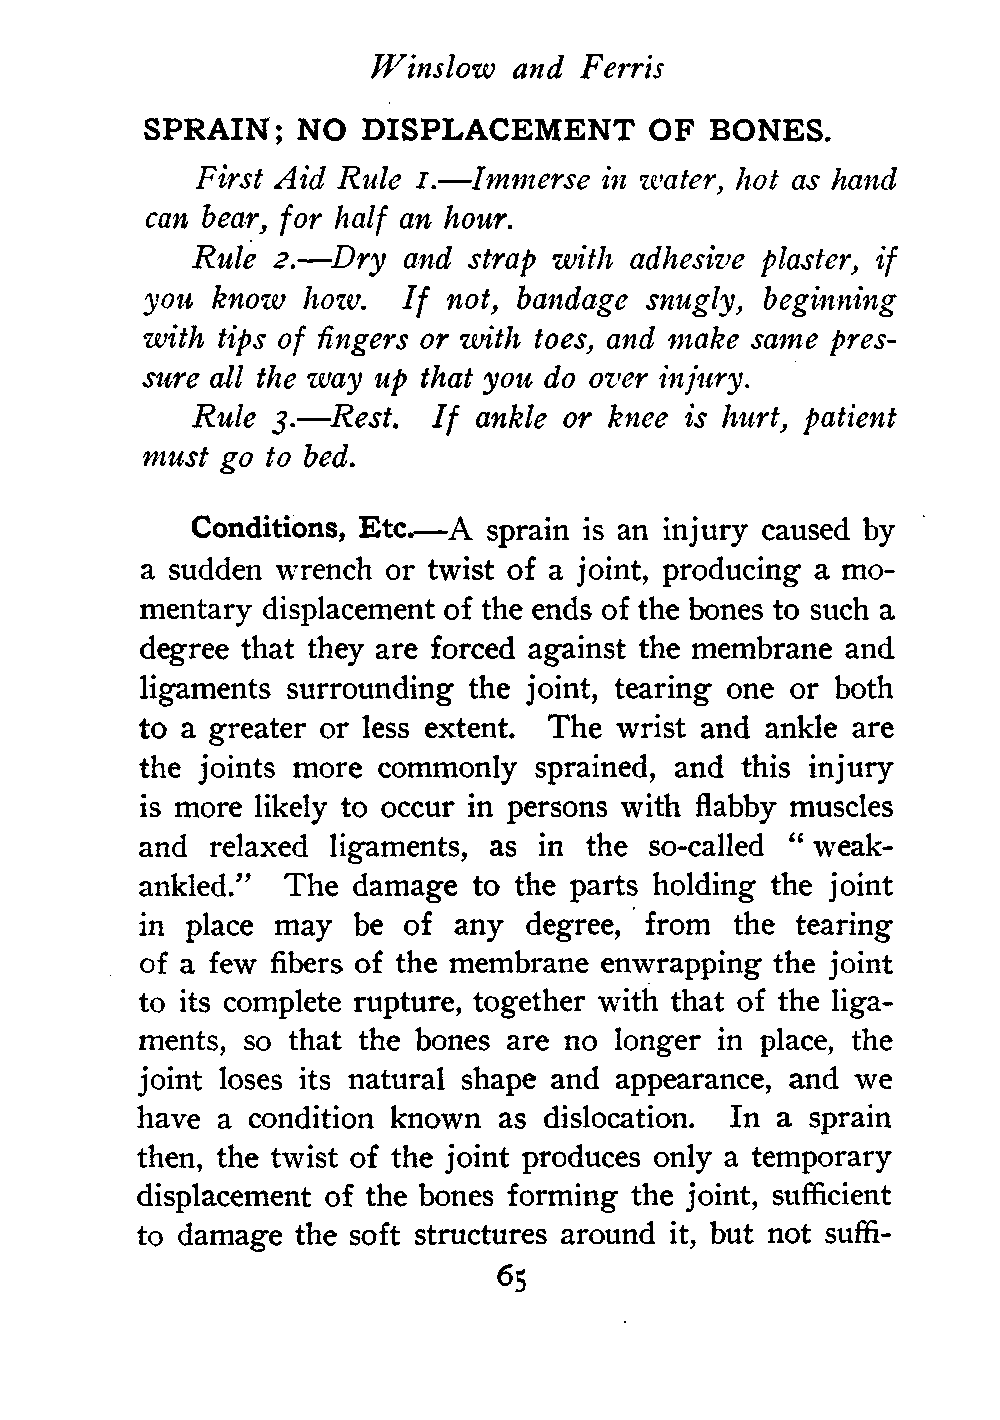 Winslow and Ferris
SPRAIN; NO DISPLACEMENT OF BONES.
First Aid Rule 1.—Immerse in water, hot as hand
can bear, for half an hour.
Rule 2.—Dry and strap with adhesive plaster, if
you know how. If not, bandage snugly, beginning
with tips of fingers or with toes, and make same pres-
sure all the way up that you do over injury.
Rule 3.—Rest. If ankle or knee is hurt, patient
must go to bed.
Conditions, Etc.—A sprain is an injury caused by
a sudden wrench or twist of a joint, producing a mo-
mentary displacement of the ends of the bones to such a
degree that they are forced against the membrane and
ligaments surrounding the joint, tearing one or both
to a greater or less extent. The wrist and ankle are
the joints more commonly sprained, and this injury
is more likely to occur in persons with flabby muscles
and relaxed ligaments, as in the so-called “ weak-
ankled.” The damage to the parts holding the joint
in place may be of any degree, from the tearing
of a few fibers of the membrane enwrapping the joint
to its complete rupture, together with that of the liga-
ments, so that the bones are no longer in place, the
joint loses its natural shape and appearance, and we
have a condition known as dislocation. In a sprain
then, the twist of the joint produces only a temporary
displacement of the bones forming the joint, sufficient
to damage the soft structures around it, but not suffi-
65